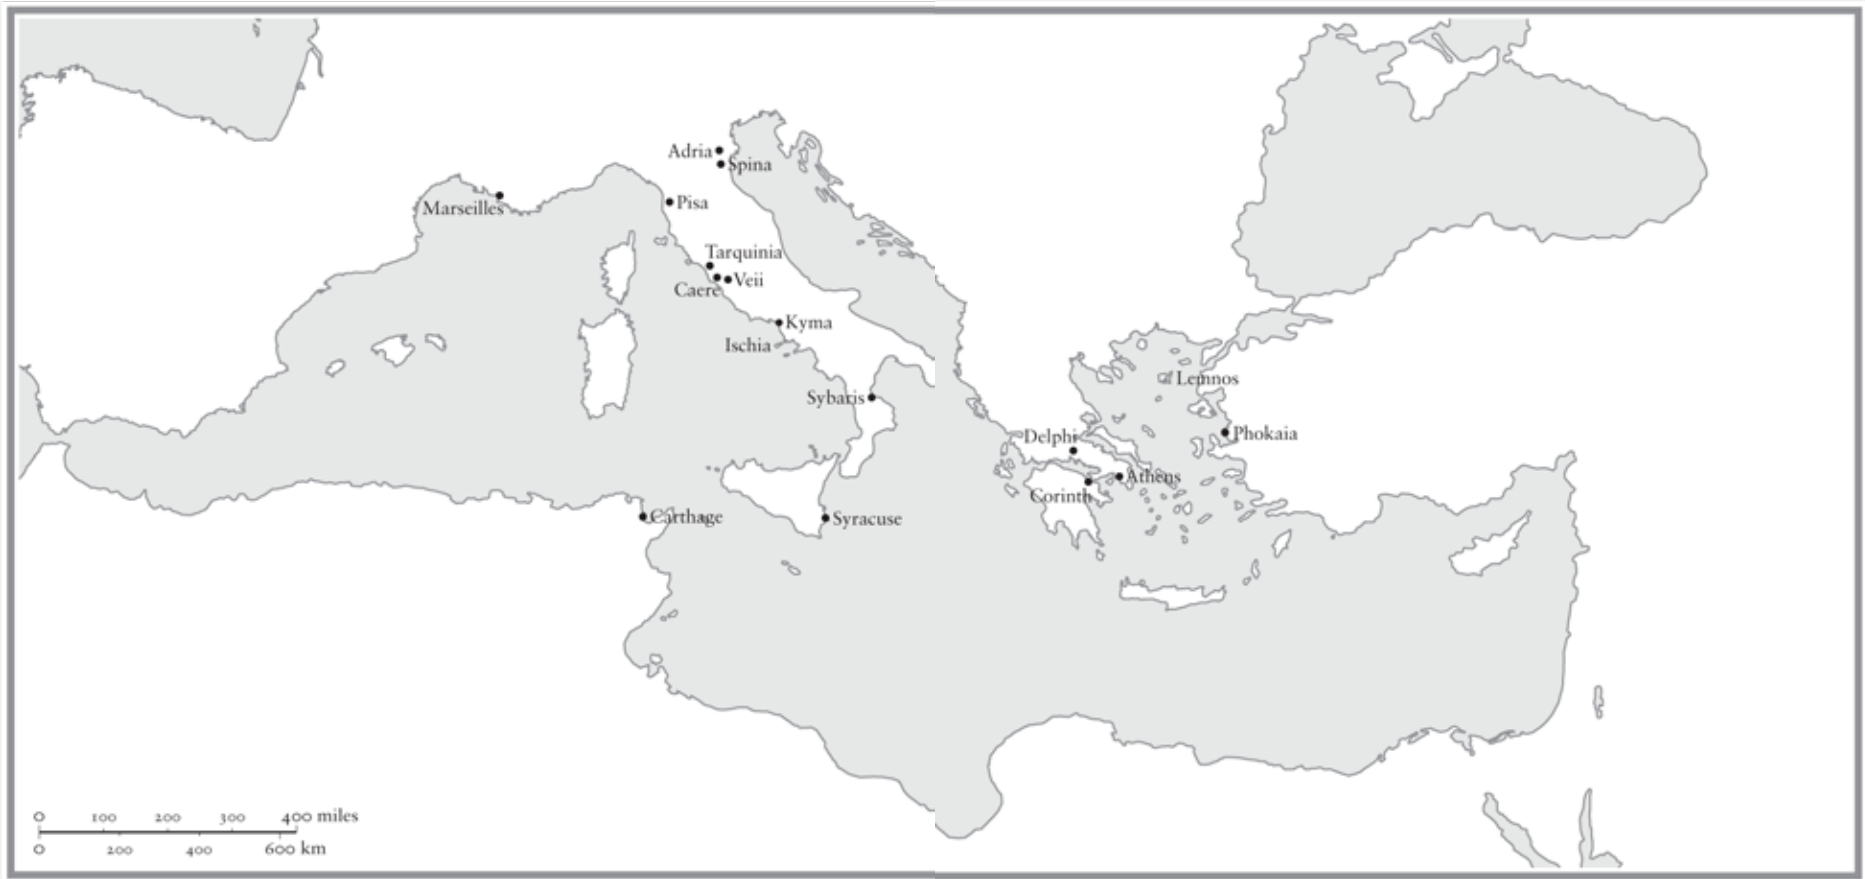 Adria
Spina
Marseilles
Pisa
Tarquinia
Veii
Caere
Kyma
Ischia
Lemnos
Sybaris
Delphi
Phokaia
Athens
Corinth
Carthage
Syracuse
0 100 200 300 400 miles
0 200 400 600 km